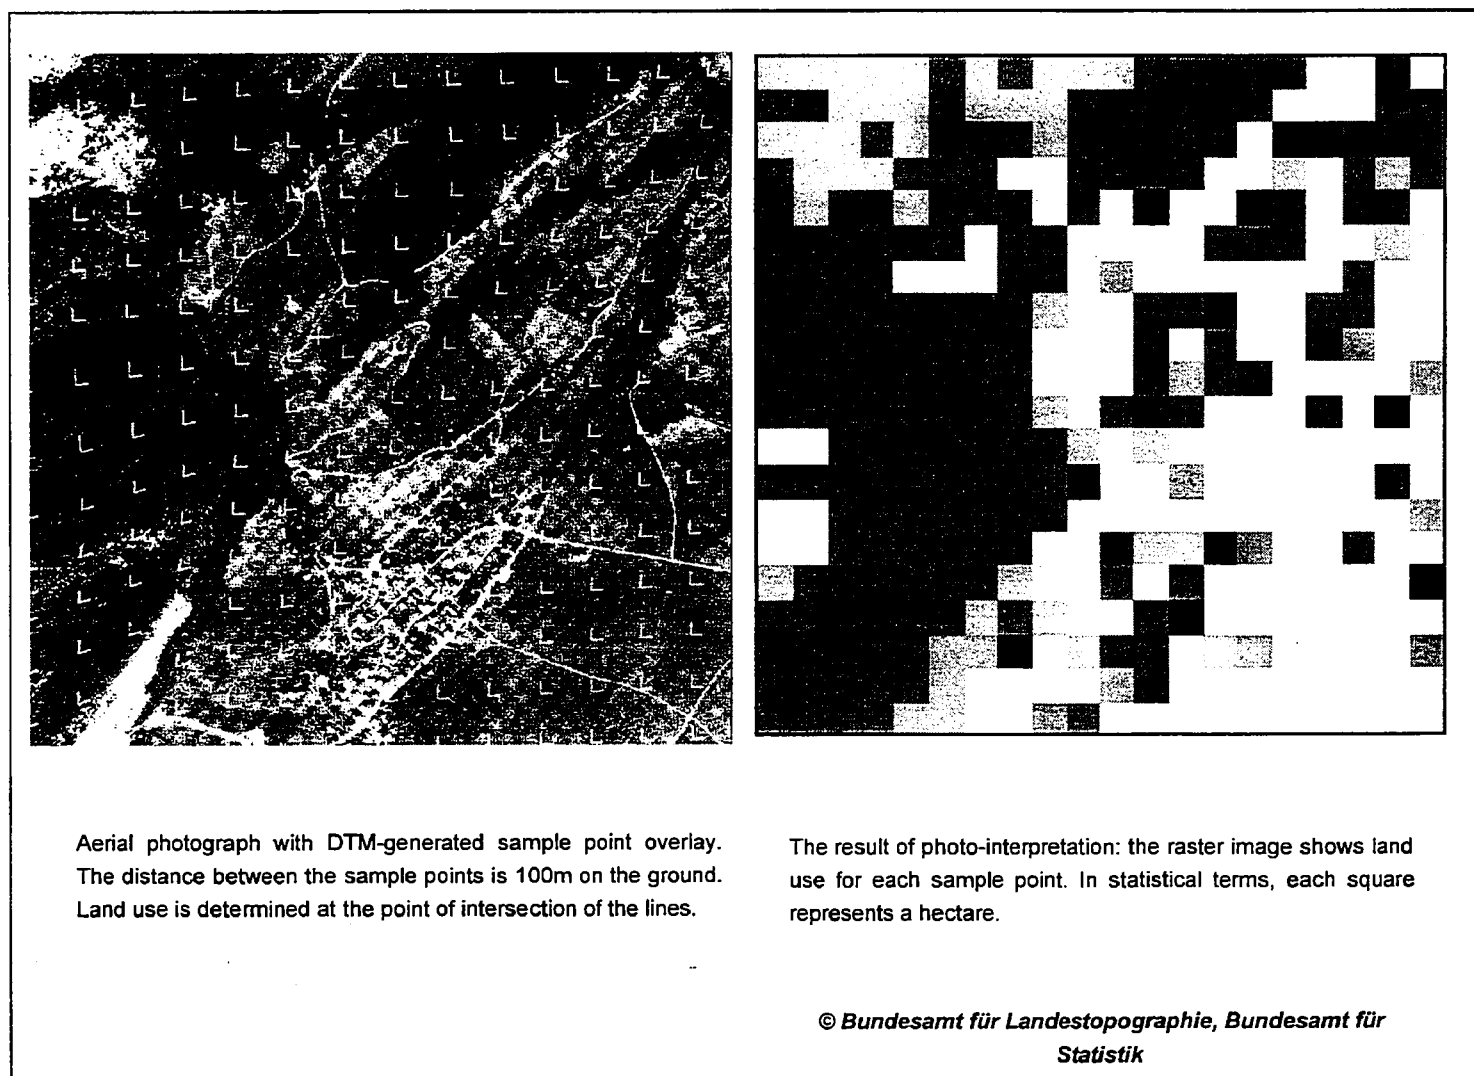 Aerial photograph with DTM-generated sample point overlay.
The distance between the sample points is 100m on the ground.
Land use is determined at the point of intersection of the lines.
The result of photo-interpretation: the raster image shows land
use for each sample point. In statistical terms, each square
represents a hectare.
© Bundesamt für Landestopographie, Bundesamt für
Statistik